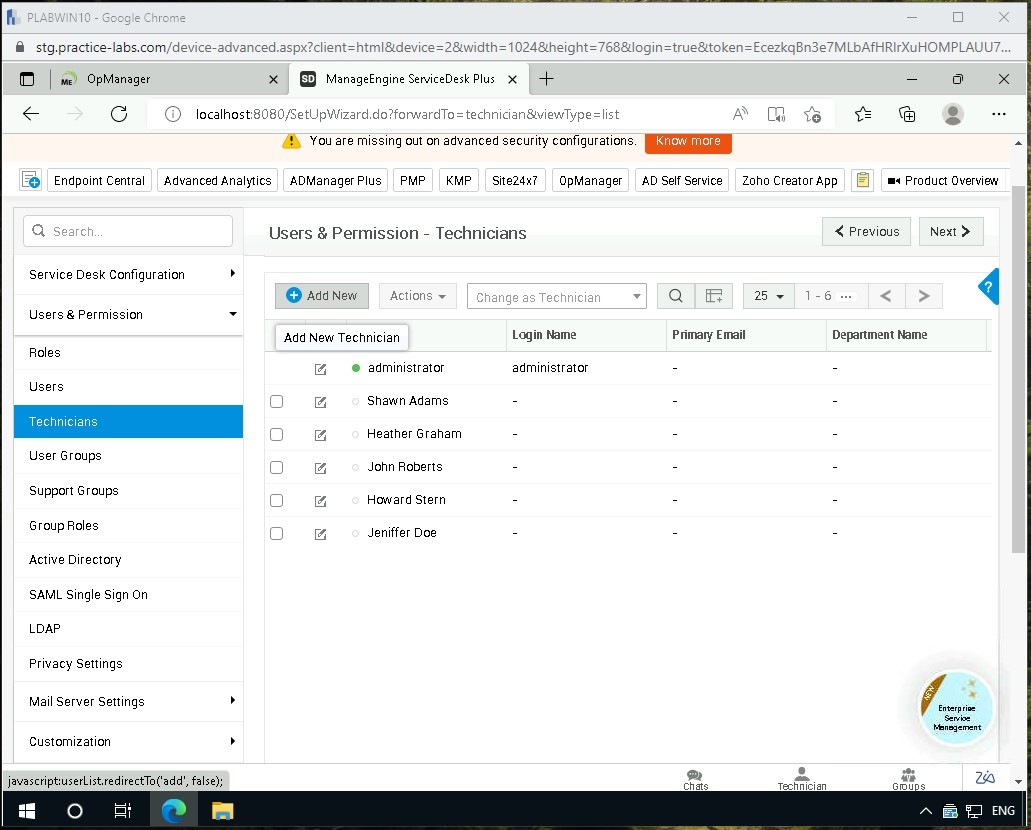 PLABWIN10 - Google Chrome
stg.practice-labs.com/device-advanced.aspx?client=html&device=2&width=1024&height=768&login=true&token=EcezkqBn3e7MLbAfHRIrXuHOMPLAUU7...
ME OpManager
SD ManageEngine ServiceDesk Plus
localhost:8080/SetUpWizard.do?forwardTo=technician&viewType=list
You are missing out on advanced security configurations. Know more
Endpoint Central Advanced Analytics ADManager Plus PMP KMP Site24x7 OpManager AD Self Service Zoho Creator App Product Overview
Search...
Users & Permission - Technicians
Previous Next
Service Desk Configuration
Users & Permission
Roles
Users
Technicians
User Groups
Support Groups
Group Roles
Active Directory
SAML Single Sign On
LDAP
Privacy Settings
Mail Server Settings
Customization
Add New Actions Change as Technician 25 1 - 6 ...
?
Add New Technician
Login Name Primary Email Department Name
administrator administrator - -
Shawn Adams - - -
Heather Graham - - -
John Roberts - - -
Howard Stern - - -
Jeniffer Doe - - -
NEW
Enterprise
Service
Management
javascript:userList.redirectTo('add', false);
Chats Technician Groups
ENG